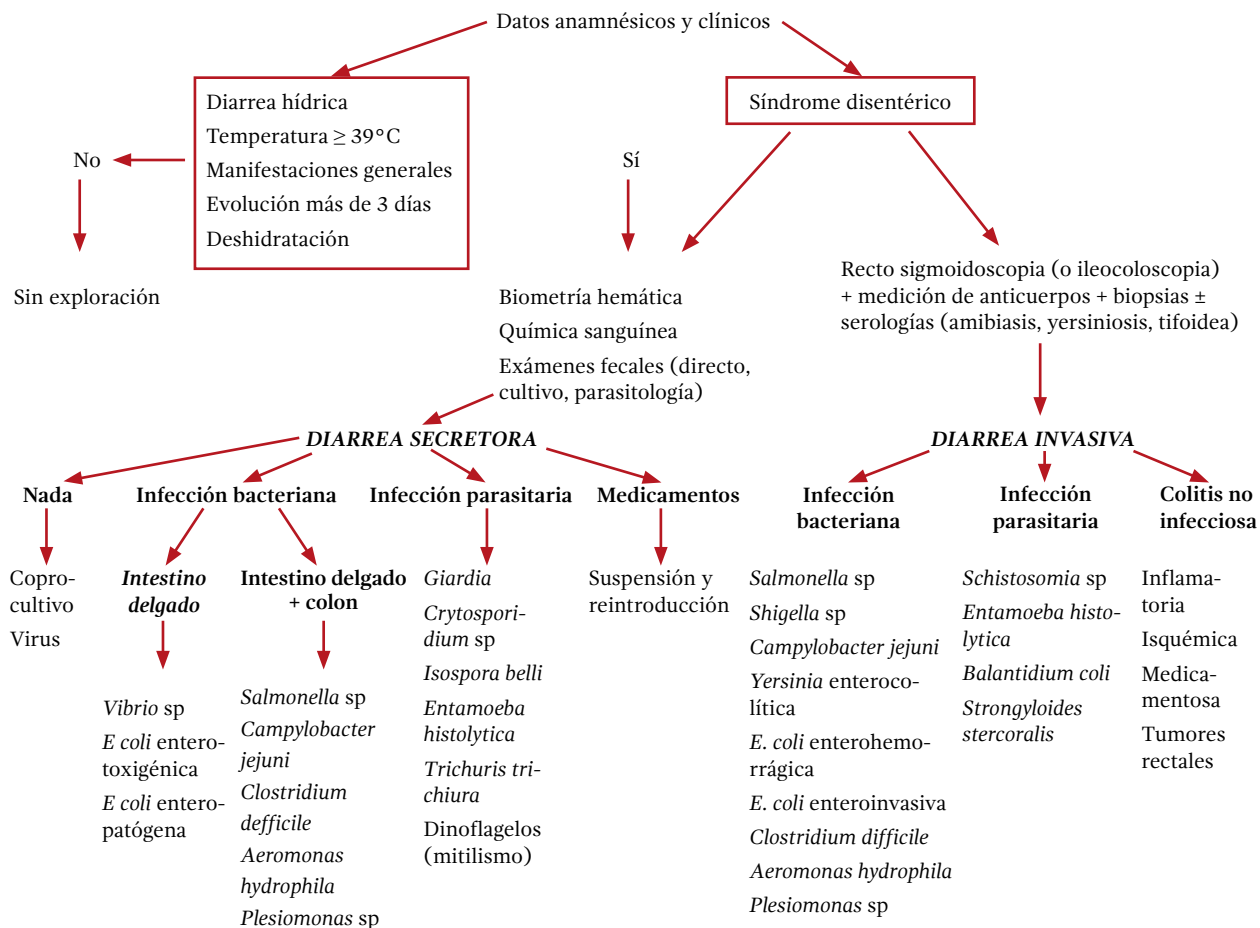 Datos anamnésicos y clínicos
Diarrea hídrica
Temperatura ≥ 39°C
Manifestaciones generales
Evolución más de 3 días
Deshidratación
Síndrome disentérico
No
Sí
Sin exploración
Biometría hemática
Química sanguínea
Exámenes fecales (directo,
cultivo, parasitología)
Recto sigmoidoscopia (o ileocoloscopia)
+ medición de anticuerpos + biopsias ±
serologías (amibiasis, yersiniosis, tifoidea)
DIARREA SECRETORA
DIARREA INVASIVA
Nada
Copro-
cultivo
Virus
Infección bacteriana
Intestino
delgado
Vibrio sp
E coli entero-
toxigénica
E coli entero-
patógena
Intestino delgado
+ colon
Salmonella sp
Campylobacter
jejuni
Clostridium
defficile
Aeromonas
hydrophila
Plesiomonas sp
Infección parasitaria
Giardia
Crytospori-
dium sp
Isospora belli
Entamoeba
histolytica
Trichuris tri-
chiura
Dinoflagelos
(mitilismo)
Medicamentos
Suspensión y
reintroducción
Infección
bacteriana
Salmonella sp
Shigella sp
Campylobacter jejuni
Yersinia enteroco-
lítica
E. coli enterohemo-
rrágica
E. coli enteroinvasiva
Clostridium difficile
Aeromonas hydrophila
Plesiomonas sp
Infección
parasitaria
Schistosomia sp
Entamoeba histo-
lytica
Balantidium coli
Strongyloides
stercoralis
Colitis no
infecciosa
Inflama-
toria
Isquémica
Medica-
mentosa
Tumores
rectales